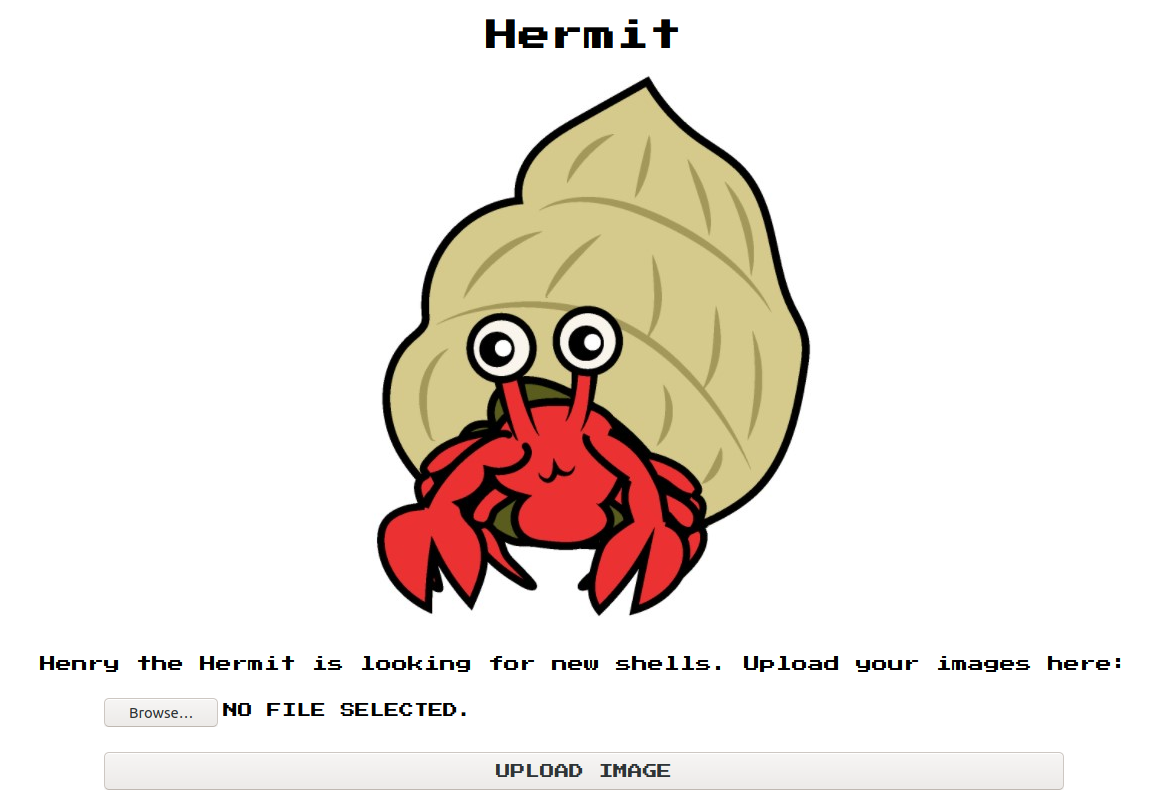 Hermit
Henry the Hermit is looking for new shells. Upload your images here:
Browse... NO FILE SELECTED.
UPLOAD IMAGE